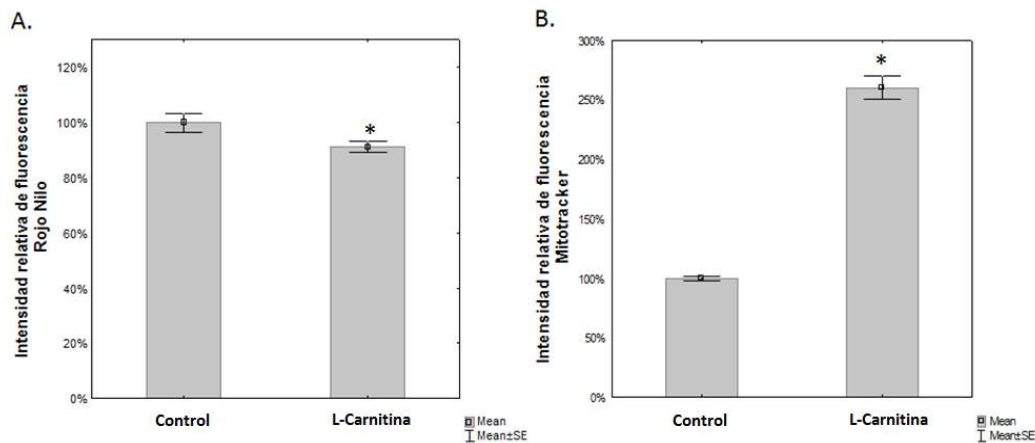 A.
Intensidad relativa de fluorescencia
Rojo Nilo
120%
100%
80%
60%
40%
20%
0%
*
Control
L-Carnitina
Mean
Mean±SE
B.
Intensidad relativa de fluorescencia
Mitotracker
300%
250%
200%
150%
100%
50%
0%
*
Control
L-Carnitina
Mean
Mean±SE